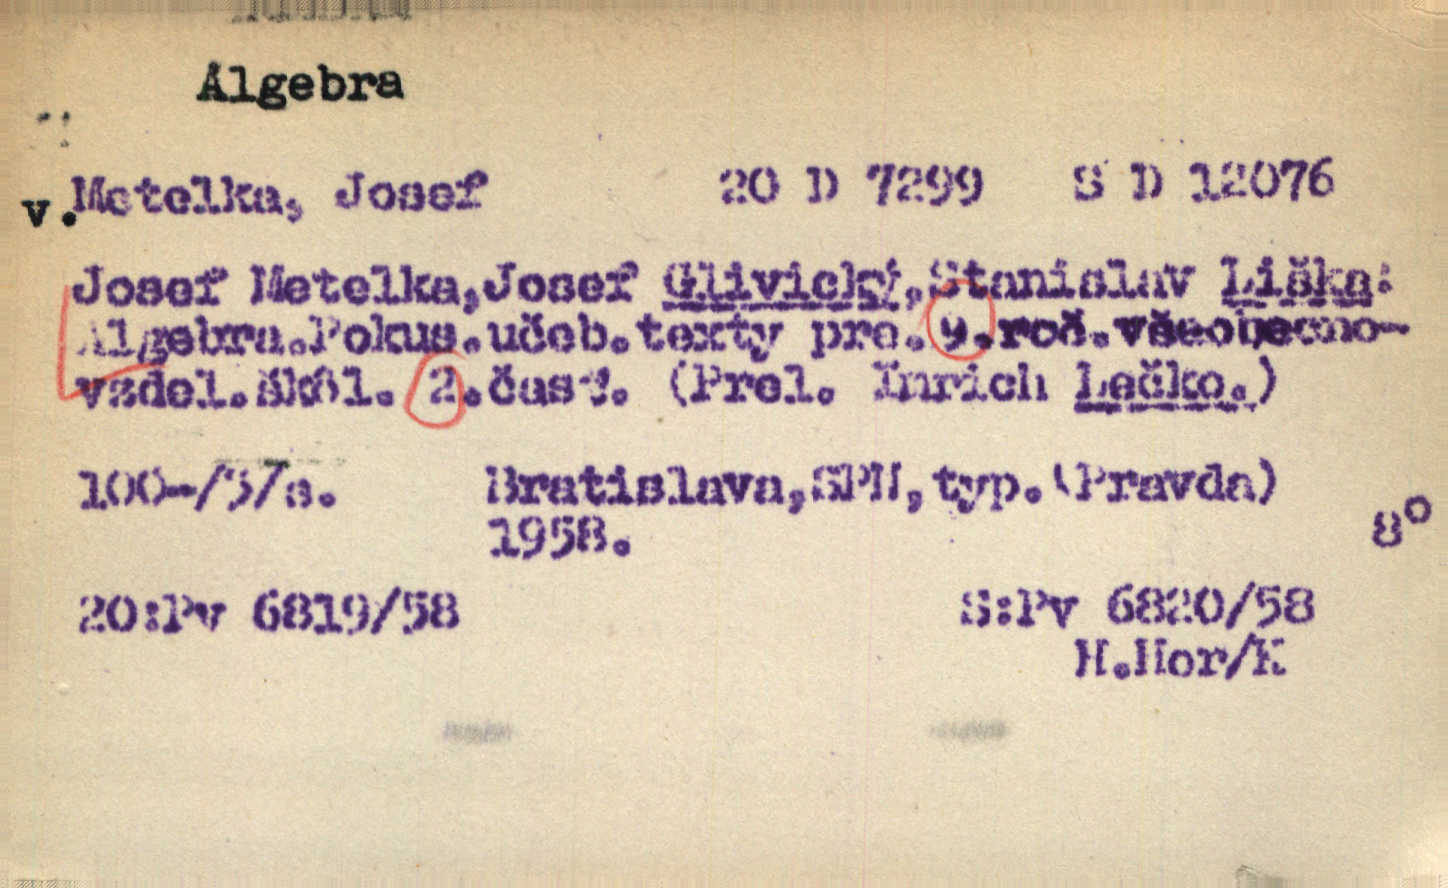 Algebra
v. Metelka, Josef 20 D 7299 S D 12076
Josef Metelka,Josef Glivický,Stanislav Liška:
Algebra.Pokus.učeb.texty pre.9.roč.všeobecno-
vzdel.škôl. 2.časť. (Prel. Imrich Lečko.)
100-/3/s. Bratislava,SPN,typ.(Pravda)
1958. 8°
20:Pv 6819/58 S:Pv 6820/58
H.Hor/K